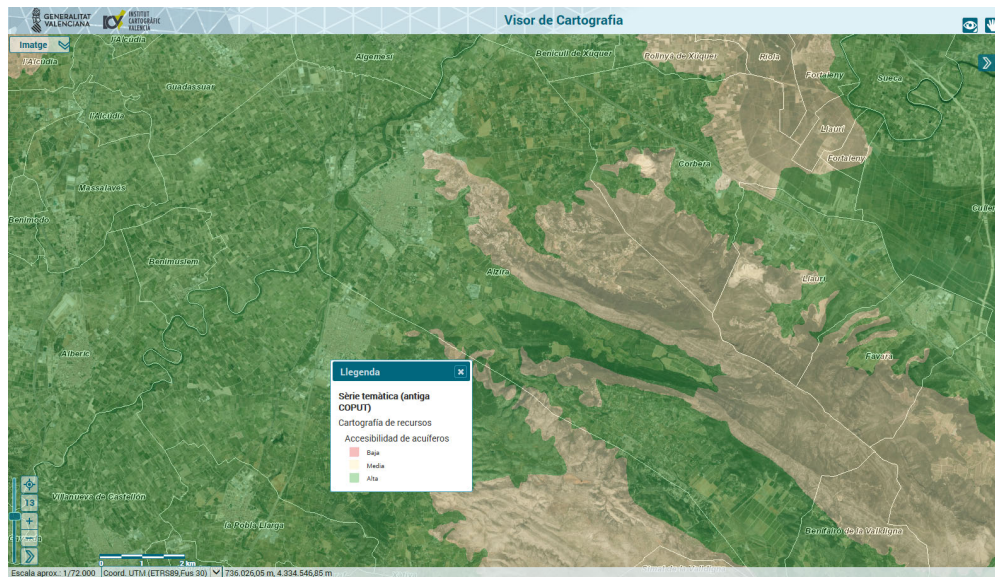 GENERALITAT
VALENCIANA
INSTITUT
CARTOGRÀFIC
VALENCIÀ
Visor de Cartografia
Imatge
l'Alcúdia
l'Alcúdia
Algemesí
Benicull de Xúquer
Polinyà de Xúquer
Riola
Fortaleny
Sueca
Guadassuar
l'Alcúdia
Llaurí
Fortaleny
Corbera
Massalavés
Benimodo
Benimuslem
Alzira
Llaurí
Alberic
Favara
Llegenda
Sèrie temàtica (antiga
COPUT)
Cartografía de recursos
Accesibilidad de acuíferos
Baja
Media
Alta
13
Villanueva de Castellón
la Pobla Llarga
Benifairó de la Valldigna
0 1 2 km
Escala aprox.: 1/72.000 Coord. UTM (ETRS89,Fus 30) 736.026,05 m, 4.334.546,85 m